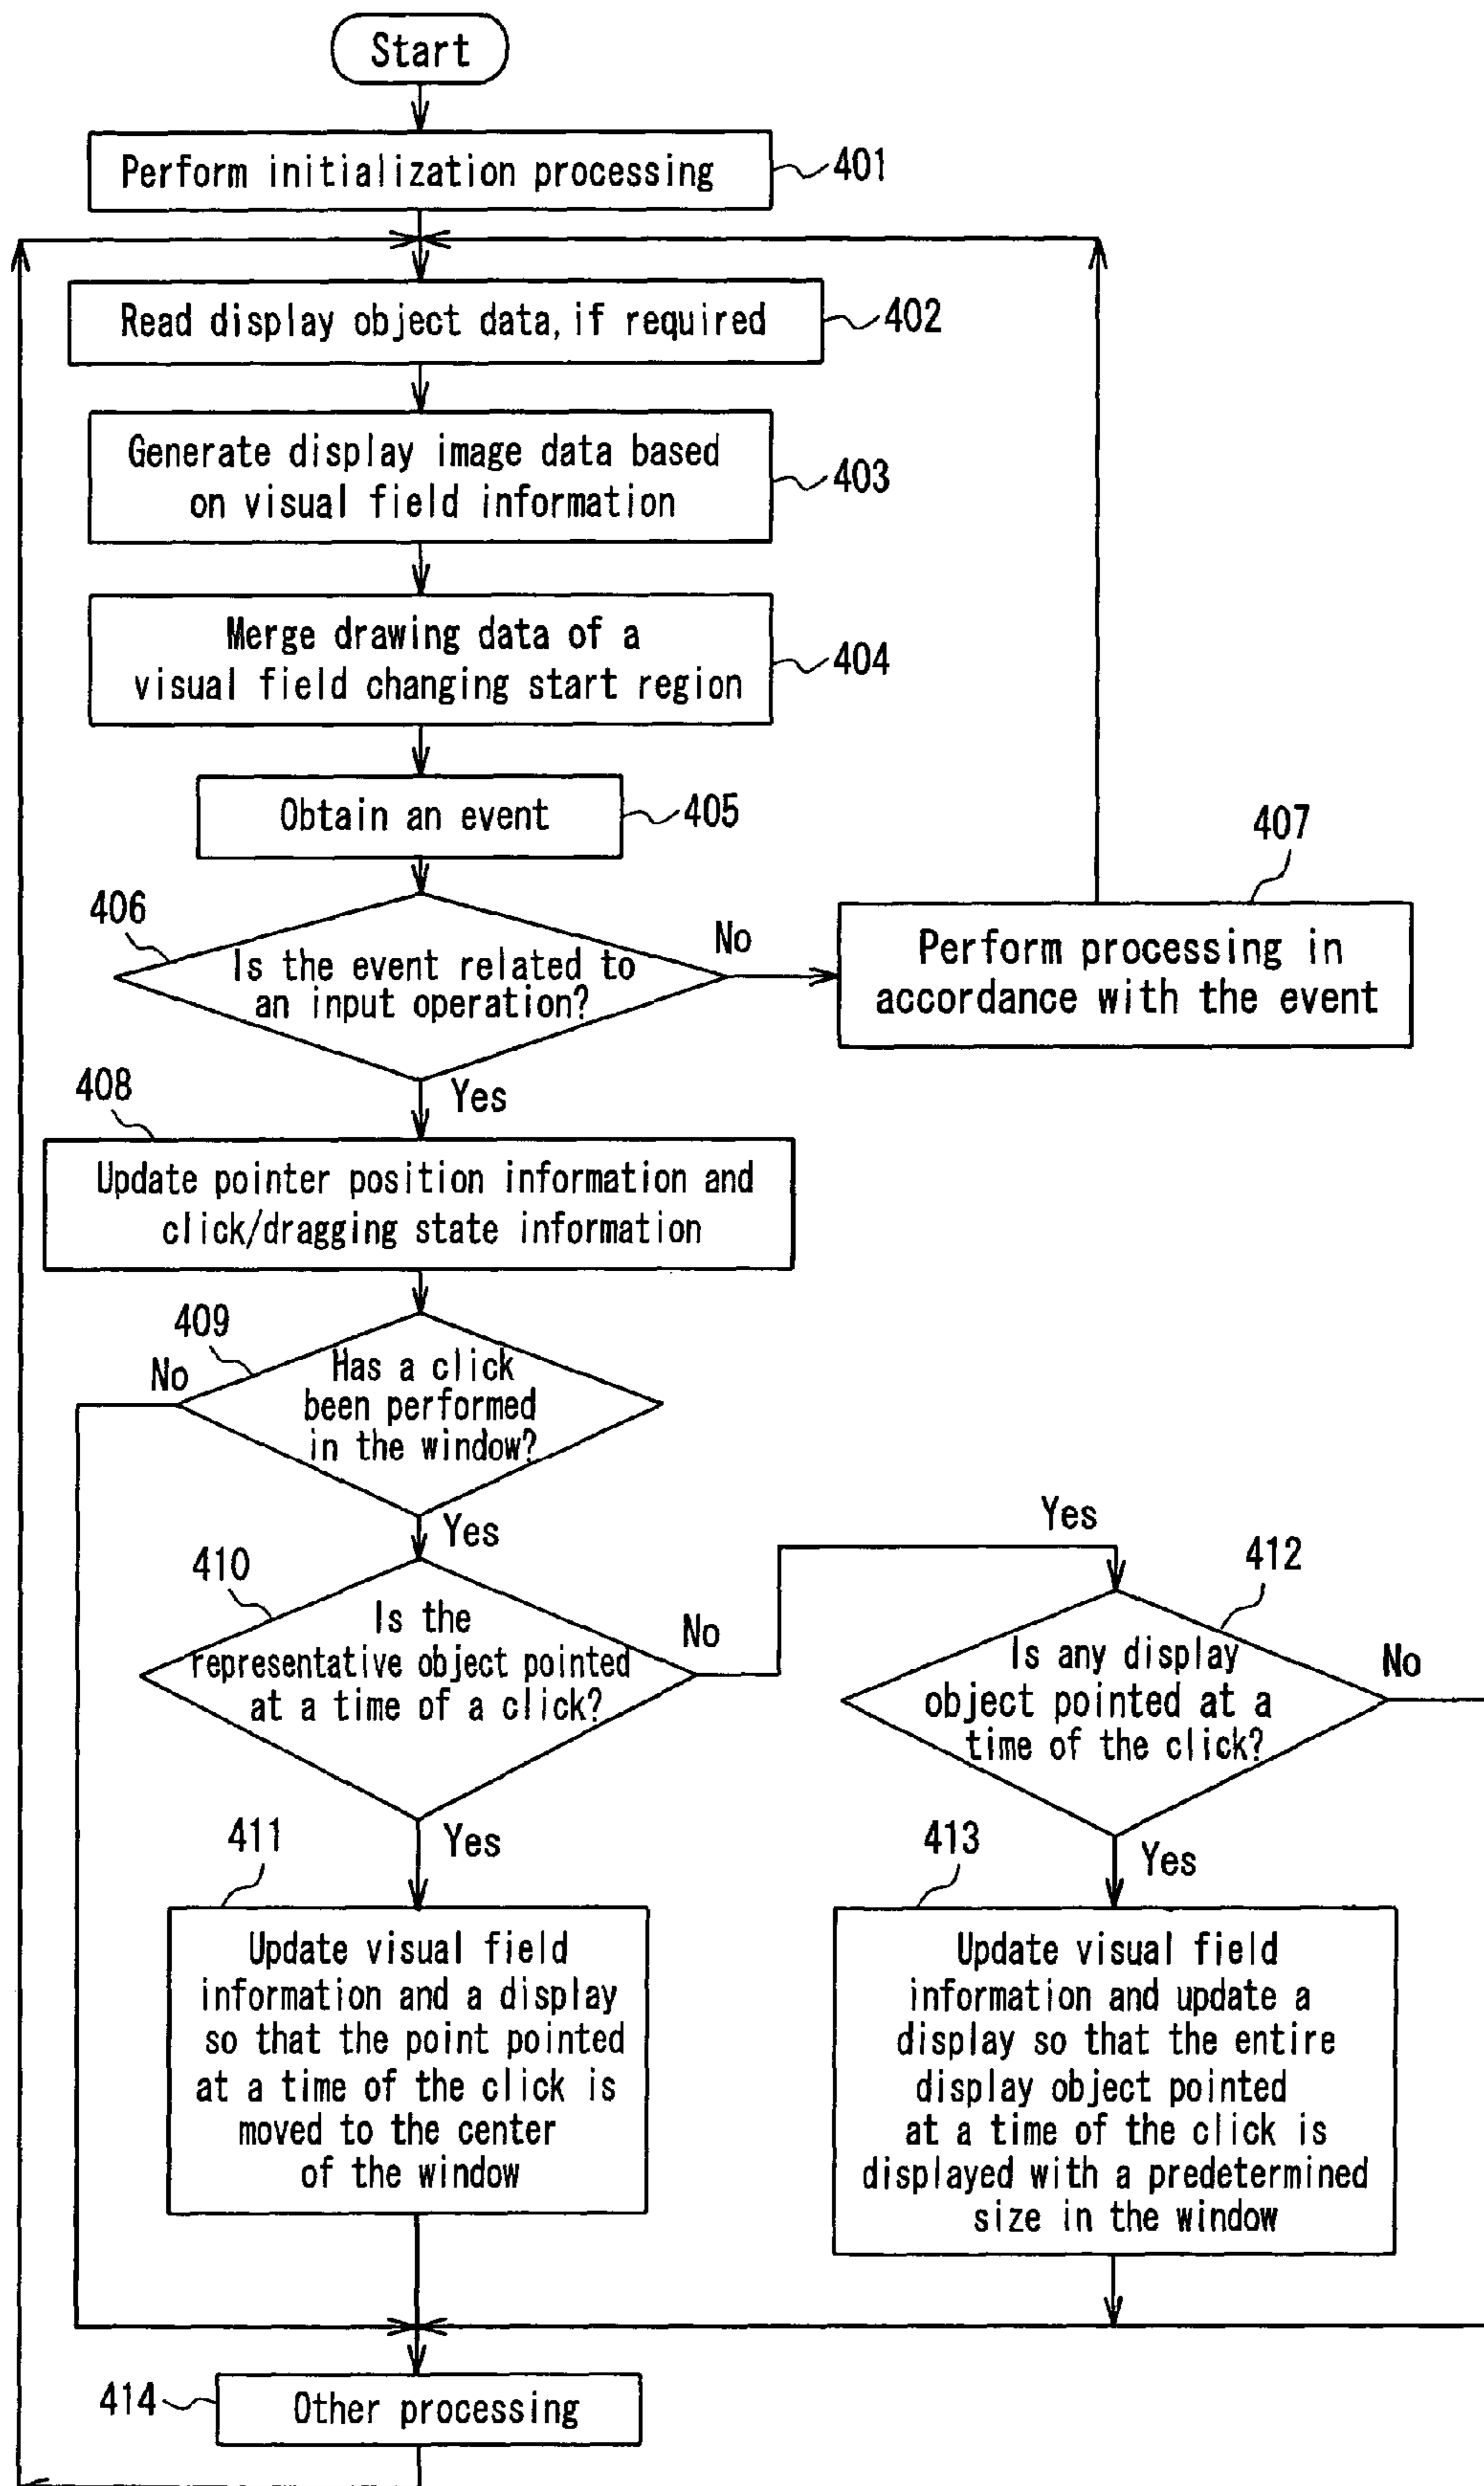 Start
Perform initialization processing
401
Read display object data, if required
402
Generate display image data based
on visual field information
403
Merge drawing data of a
visual field changing start region
404
Obtain an event
405
406
Is the event related to
an input operation?
No
407
Perform processing in
accordance with the event
Yes
408
Update pointer position information and
click/dragging state information
409
No
Has a click
been performed
in the window?
Yes
410
Is the
representative object pointed
at a time of a click?
No
Yes
412
Is any display
object pointed at a
time of the click?
No
411
Yes
Update visual field
information and a display
so that the point pointed
at a time of the click is
moved to the center
of the window
413
Yes
Update visual field
information and update a
display so that the entire
display object pointed
at a time of the click is
displayed with a predetermined
size in the window
414
Other processing